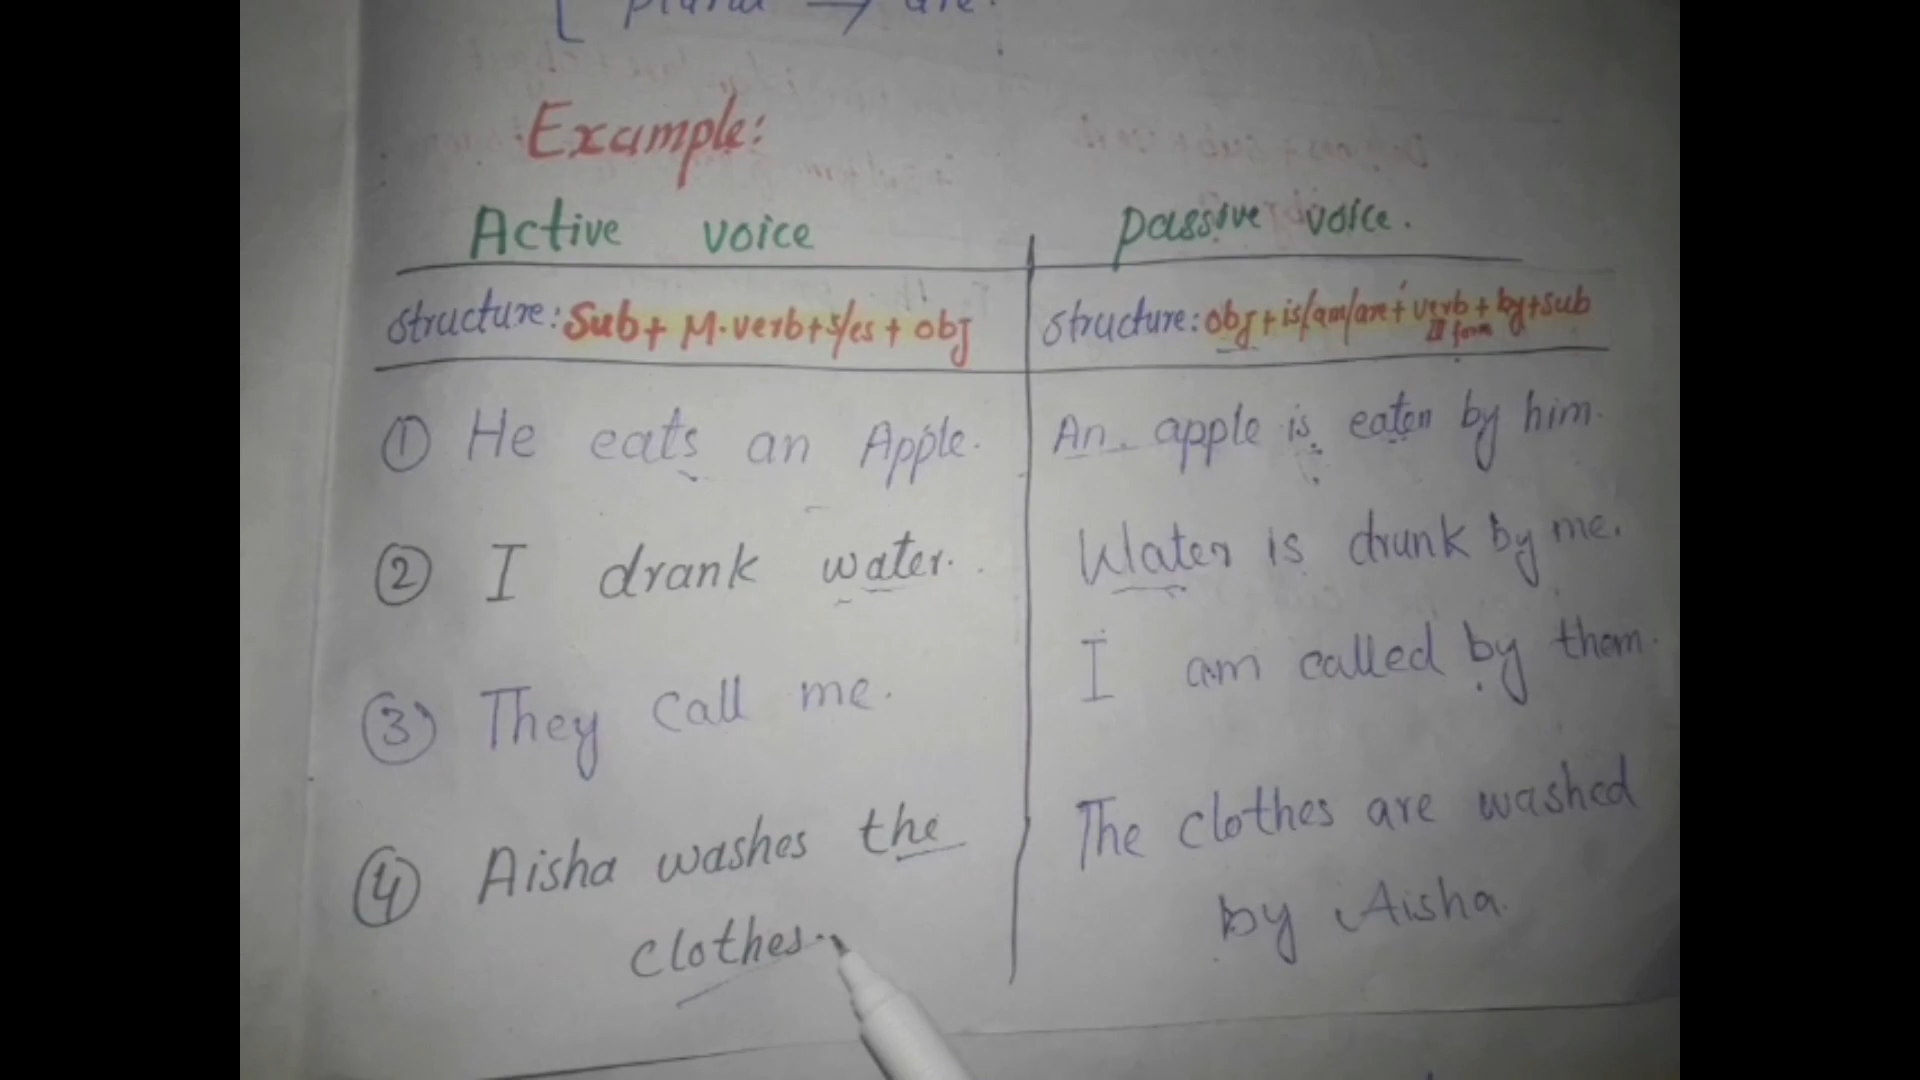 plural → are.
Example:
Active voice
passive voice.
structure: Sub + M.verb+s/es + obj
structure: obj + is/am/are + verb + by + sub
III form
① He eats an Apple.
An apple is eaten by him.
② I drank water.
Water is drunk by me.
③ They call me.
I am called by them.
④ Aisha washes the
clothes.
The clothes are washed
by Aisha.